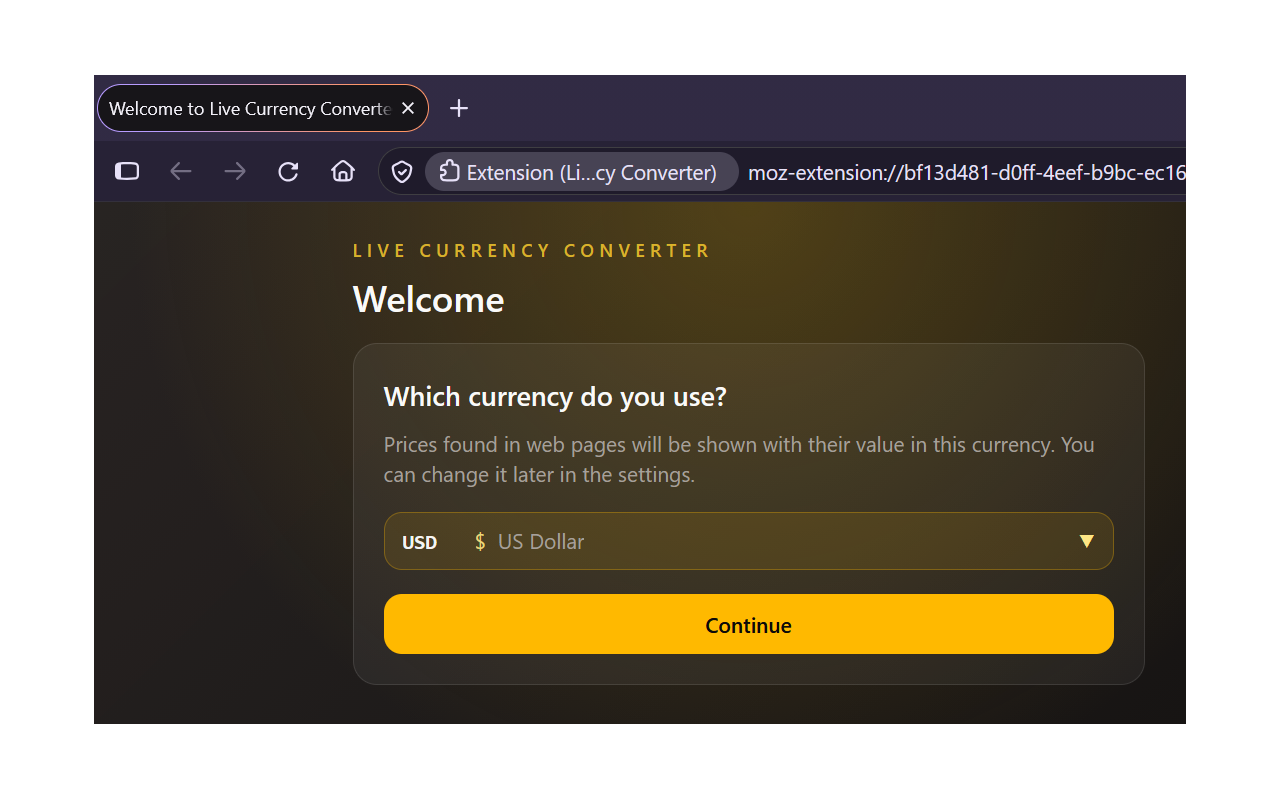 Welcome to Live Currency Converte
Extension (Li...cy Converter) moz-extension://bf13d481-d0ff-4eef-b9bc-ec16
LIVE CURRENCY CONVERTER
Welcome
Which currency do you use?
Prices found in web pages will be shown with their value in this currency. You
can change it later in the settings.
USD $ US Dollar
Continue